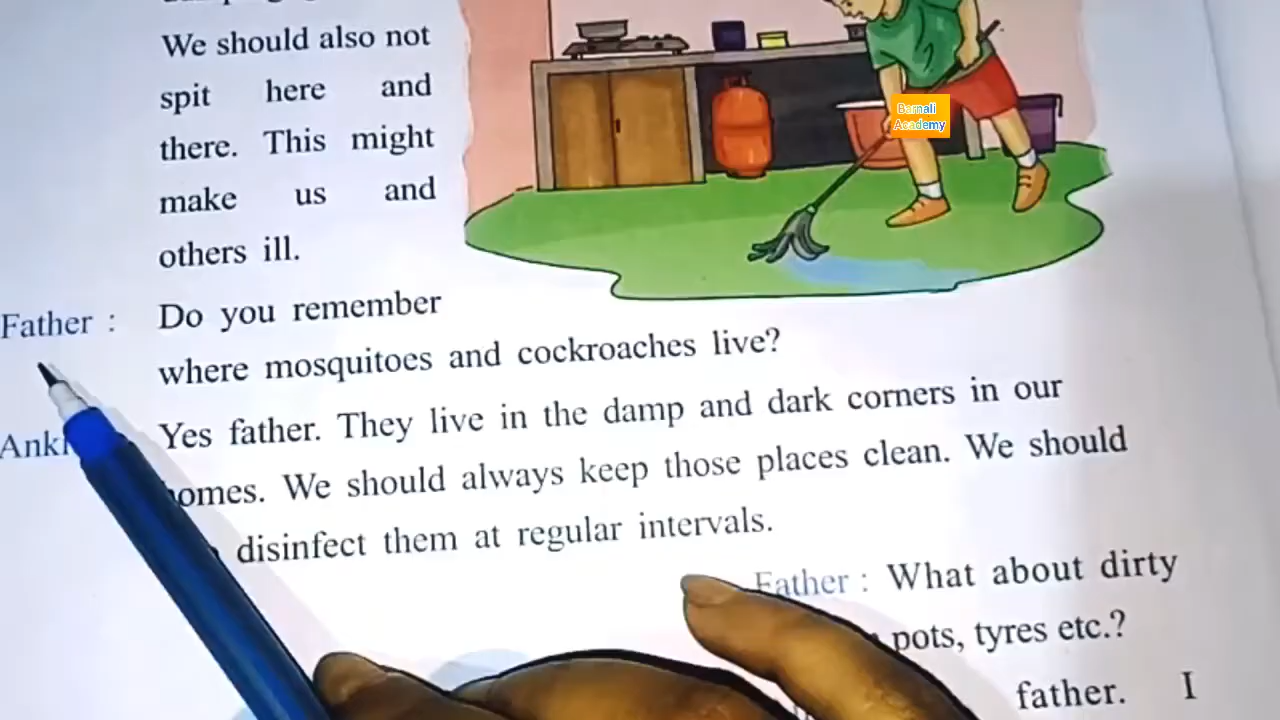 We should also not
spit here and
there. This might
make us and
others ill.
Father : Do you remember
where mosquitoes and cockroaches live?
Yes father. They live in the damp and dark corners in our
homes. We should always keep those places clean. We should
disinfect them at regular intervals.
Father : What about dirty
pots, tyres etc.?
father. I
Barnali
Academy